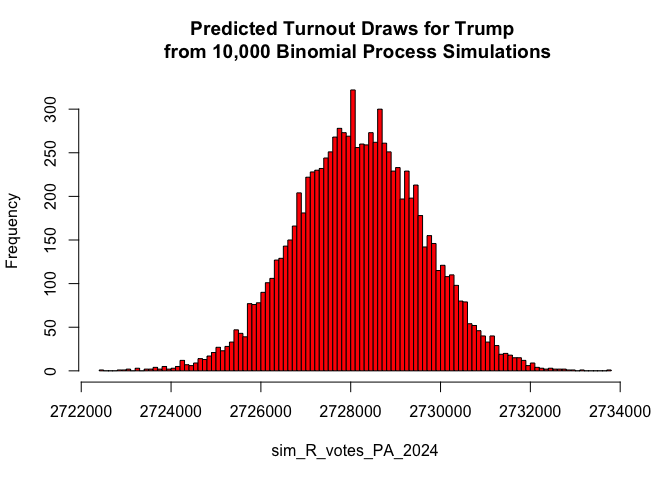 Predicted Turnout Draws for Trump
from 10,000 Binomial Process Simulations
Frequency
300
250
200
150
100
50
0
2722000 2724000 2726000 2728000 2730000 2732000 2734000
sim_R_votes_PA_2024